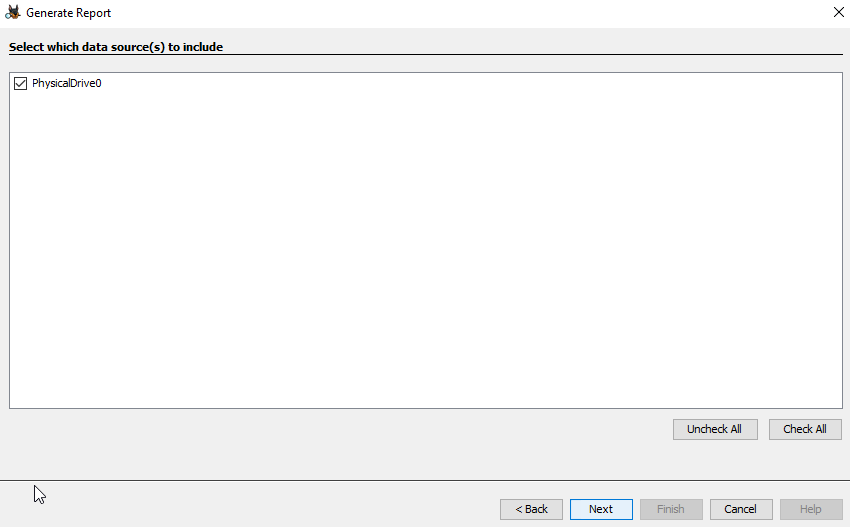 Generate Report
Select which data source(s) to include
PhysicalDrive0
Uncheck All Check All
< Back Next Finish Cancel Help